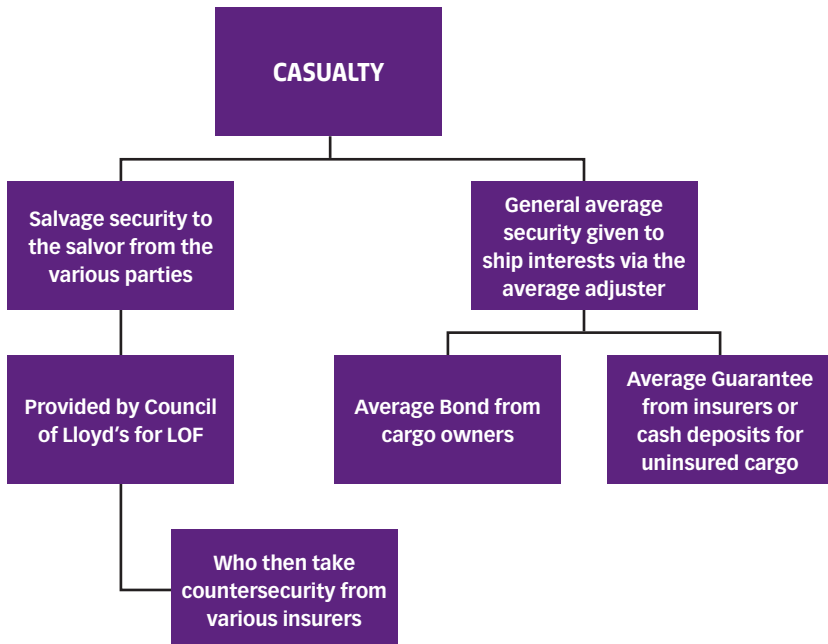 CASUALTY
Salvage security to
the salvor from the
various parties
General average
security given to
ship interests via the
average adjuster
Provided by Council
of Lloyd’s for LOF
Average Bond from
cargo owners
Average Guarantee
from insurers or
cash deposits for
uninsured cargo
Who then take
countersecurity from
various insurers